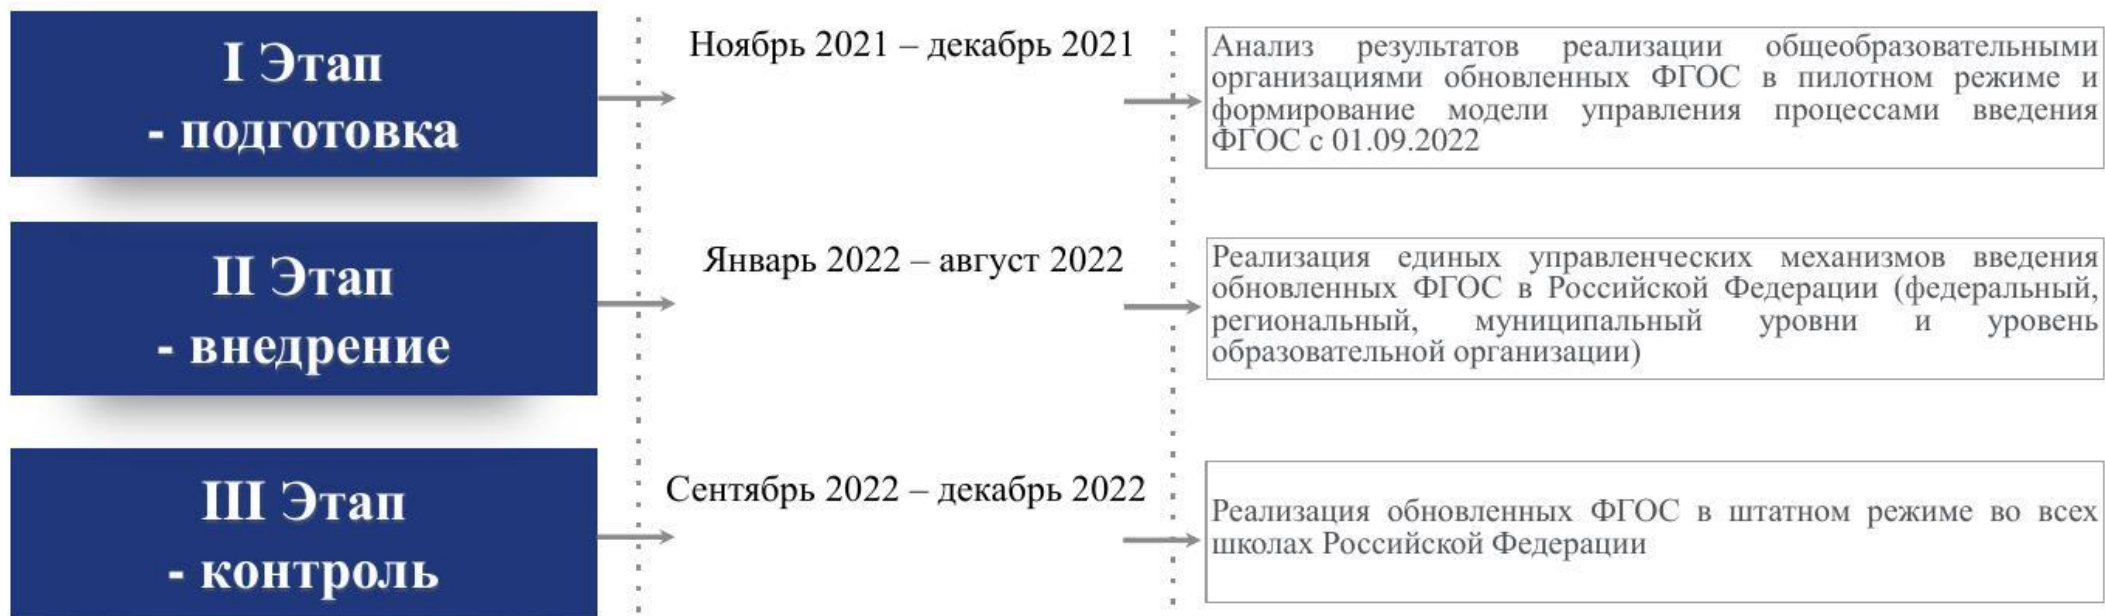 I Этап
- подготовка
Ноябрь 2021 – декабрь 2021
Анализ результатов реализации общеобразовательными
организациями обновленных ФГОС в пилотном режиме и
формирование модели управления процессами введения
ФГОС с 01.09.2022
II Этап
- внедрение
Январь 2022 – август 2022
Реализация единых управленческих механизмов введения
обновленных ФГОС в Российской Федерации (федеральный,
региональный, муниципальный уровни и уровень
образовательной организации)
III Этап
- контроль
Сентябрь 2022 – декабрь 2022
Реализация обновленных ФГОС в штатном режиме во всех
школах Российской Федерации